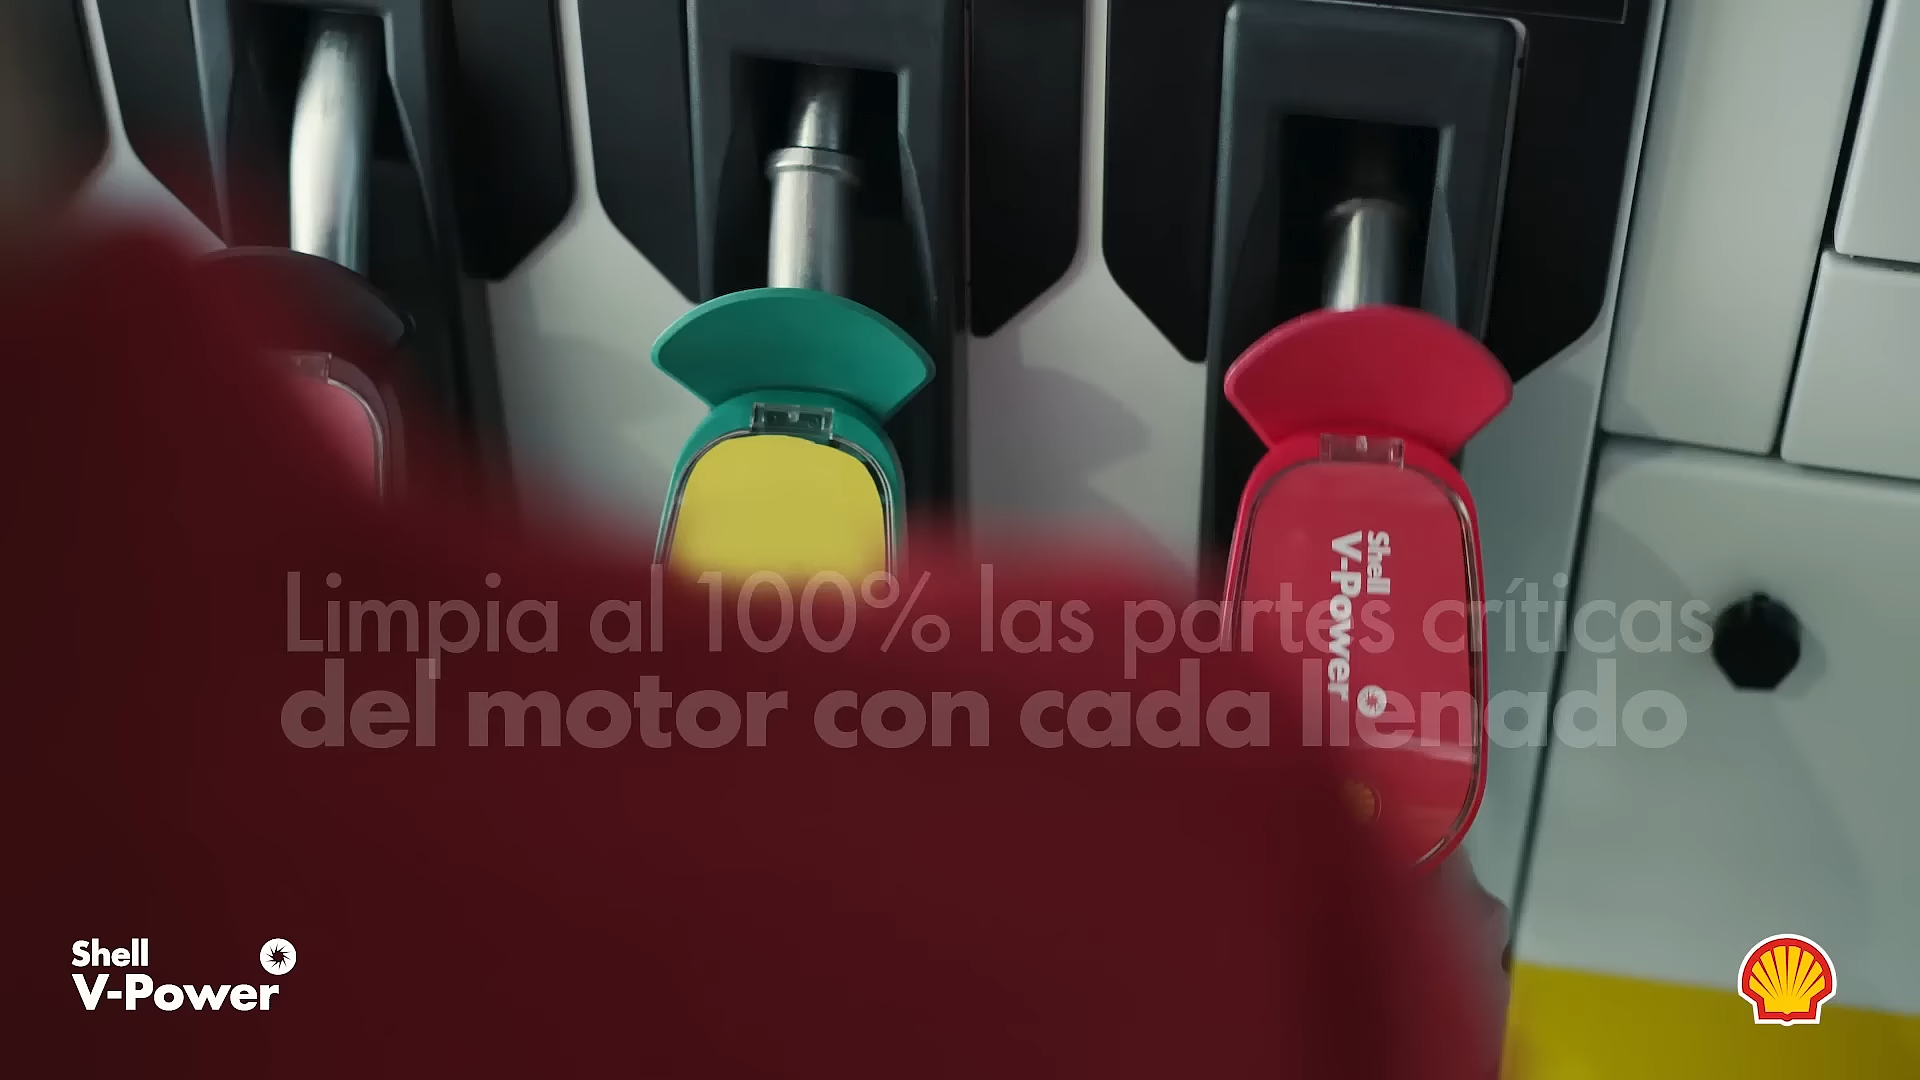 Shell
V-Power
Limpia al 100% las partes críticas
del motor con cada llenado
Shell
V-Power